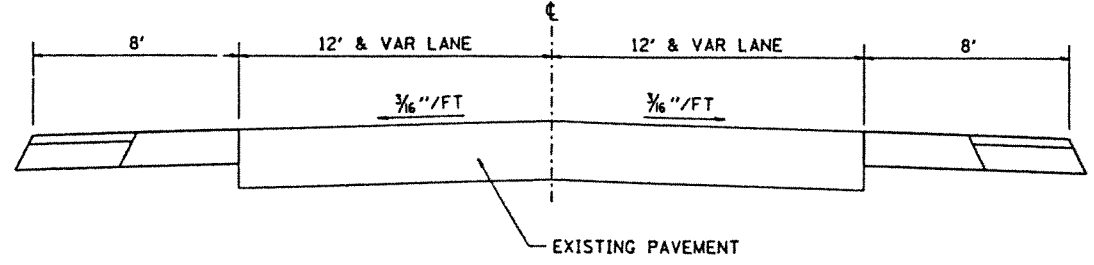 ℄
8' 12' & VAR LANE 12' & VAR LANE 8'
3/16"/FT 3/16"/FT
EXISTING PAVEMENT